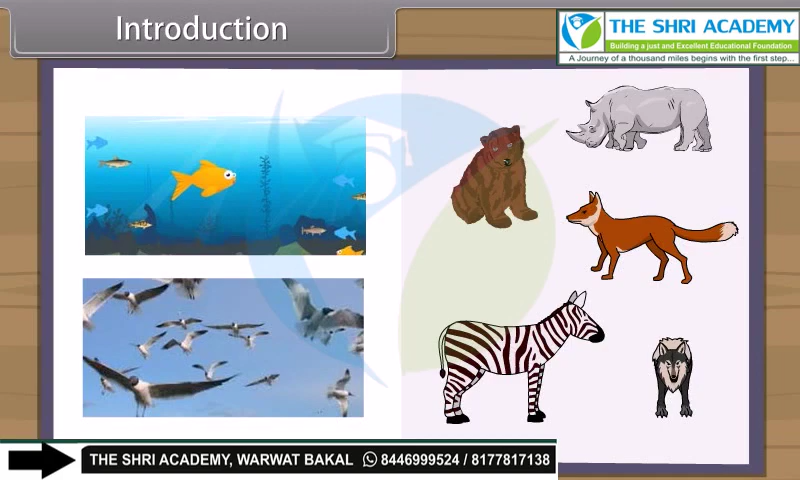 Introduction
THE SHRI ACADEMY
Building a just and Excellent Educational Foundation
A Journey of a thousand miles begins with the first step...
THE SHRI ACADEMY, WARWAT BAKAL 8446999524 / 8177817138